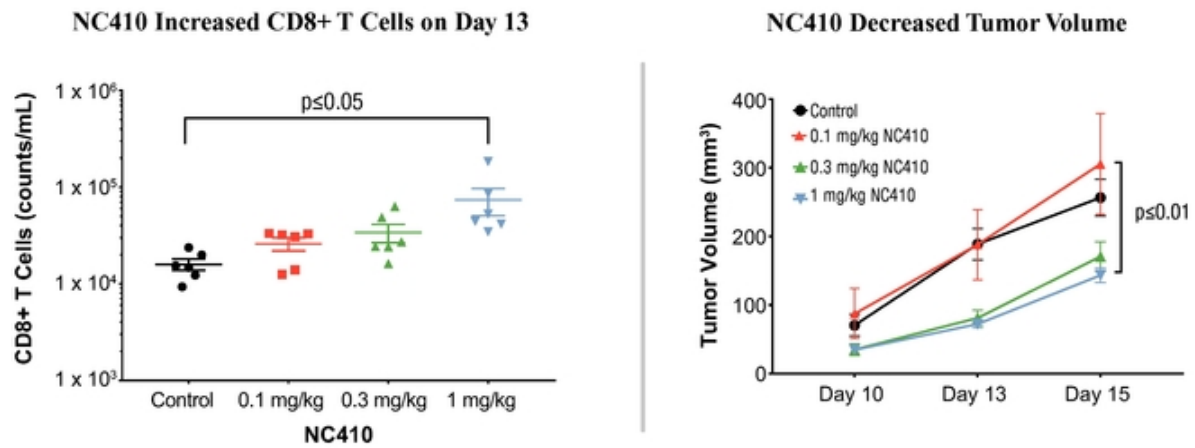 NC410 Increased CD8+ T Cells on Day 13
CD8+ T Cells (counts/mL)
1 x 10⁶
1 x 10⁵
1 x 10⁴
1 x 10³
p≤0.05
Control 0.1 mg/kg 0.3 mg/kg 1 mg/kg
NC410
NC410 Decreased Tumor Volume
Tumor Volume (mm³)
400
300
200
100
0
Control
0.1 mg/kg NC410
0.3 mg/kg NC410
1 mg/kg NC410
p≤0.01
Day 10 Day 13 Day 15